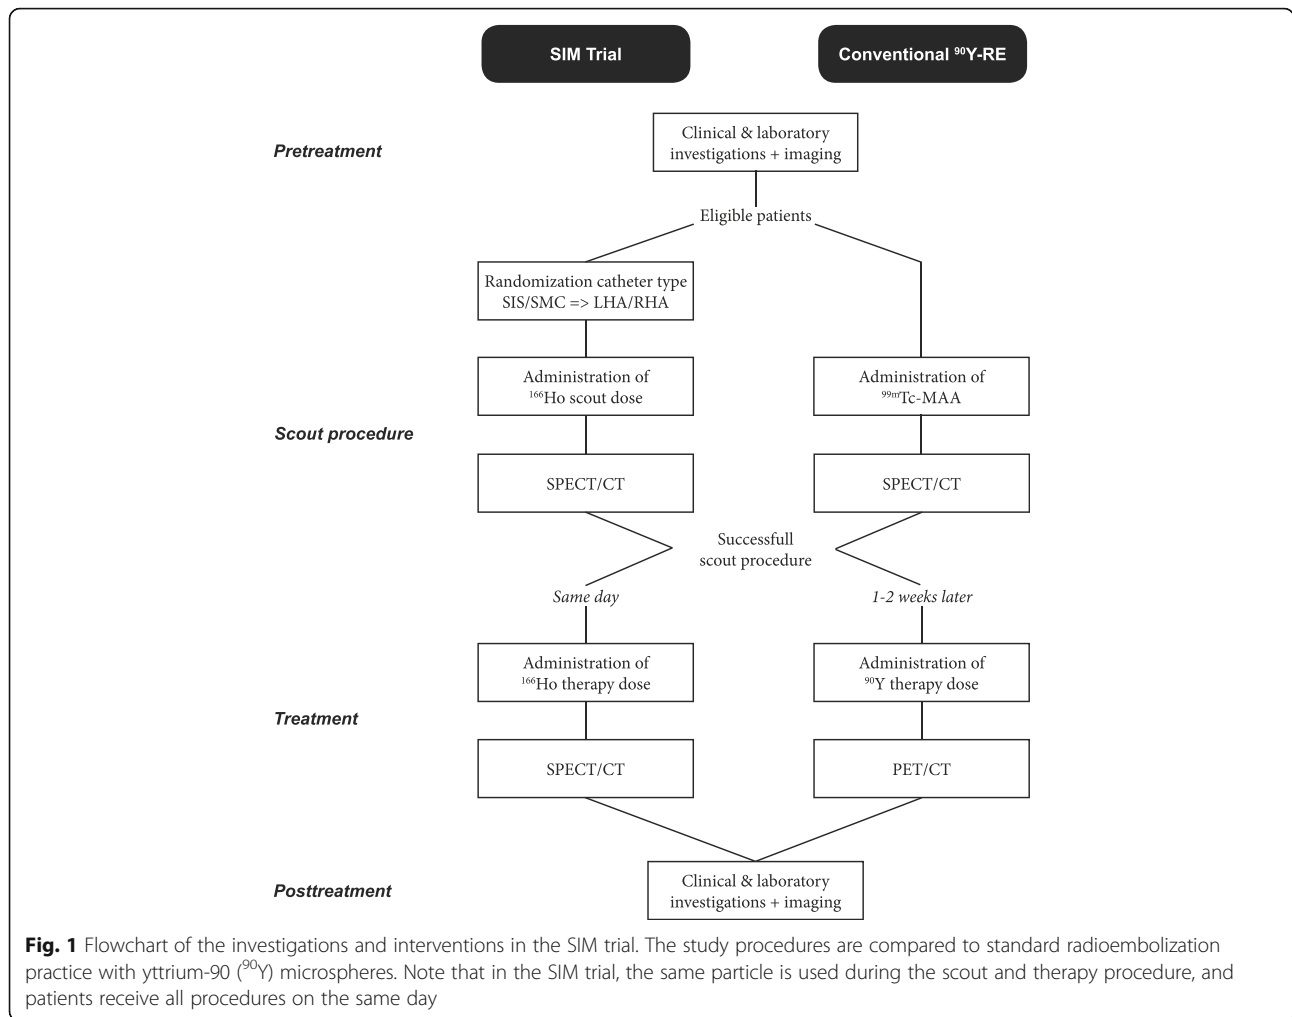 SIM Trial
Conventional ⁹⁰Y-RE
Pretreatment
Clinical & laboratory
investigations + imaging
Eligible patients
Randomization catheter type
SIS/SMC => LHA/RHA
Scout procedure
Administration of
¹⁶⁶Ho scout dose
Administration of
⁹⁹ᵐTc-MAA
SPECT/CT
SPECT/CT
Successfull
scout procedure
Same day
1-2 weeks later
Treatment
Administration of
¹⁶⁶Ho therapy dose
Administration of
⁹⁰Y therapy dose
SPECT/CT
PET/CT
Posttreatment
Clinical & laboratory
investigations + imaging
Fig. 1 Flowchart of the investigations and interventions in the SIM trial. The study procedures are compared to standard radioembolization
practice with yttrium-90 (⁹⁰Y) microspheres. Note that in the SIM trial, the same particle is used during the scout and therapy procedure, and
patients receive all procedures on the same day